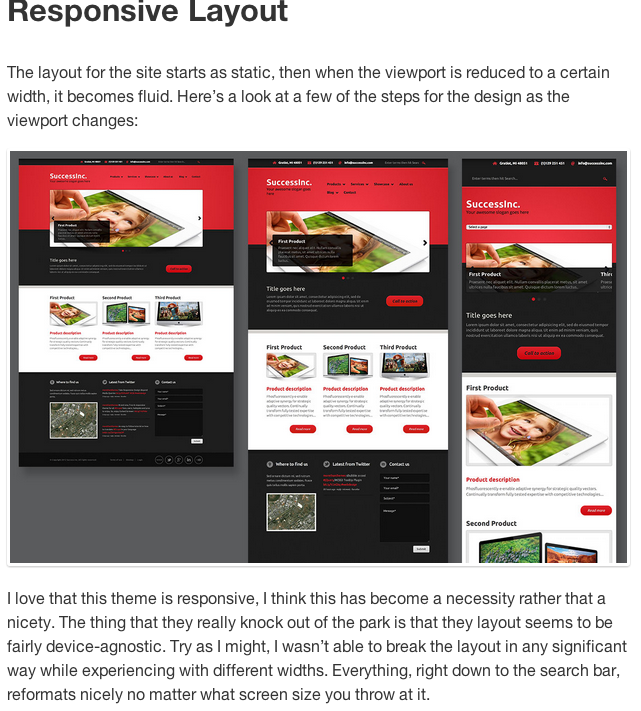 Responsive Layout
The layout for the site starts as static, then when the viewport is reduced to a certain
width, it becomes fluid. Here’s a look at a few of the steps for the design as the
viewport changes:
SuccessInc.
First Product
Title goes here
First Product Second Product Third Product
Product description Product description Product description
Where to find us Latest From Twitter Contact us
SuccessInc.
Your awesome slogan goes here
Products Services Showcase About us
Blog Contact
First Product
Title goes here
Call to action
First Product Second Product Third Product
Product description Product description Product description
Read more Read more Read more
Where to find us Latest from Twitter Contact us
Submit
SuccessInc.
Your awesome slogan goes here
Select a page
First Product Thir
Title goes here
Call to action
First Product
Product description
Read more
Second Product
I love that this theme is responsive, I think this has become a necessity rather that a
nicety. The thing that they really knock out of the park is that they layout seems to be
fairly device-agnostic. Try as I might, I wasn’t able to break the layout in any significant
way while experiencing with different widths. Everything, right down to the search bar,
reformats nicely no matter what screen size you throw at it.